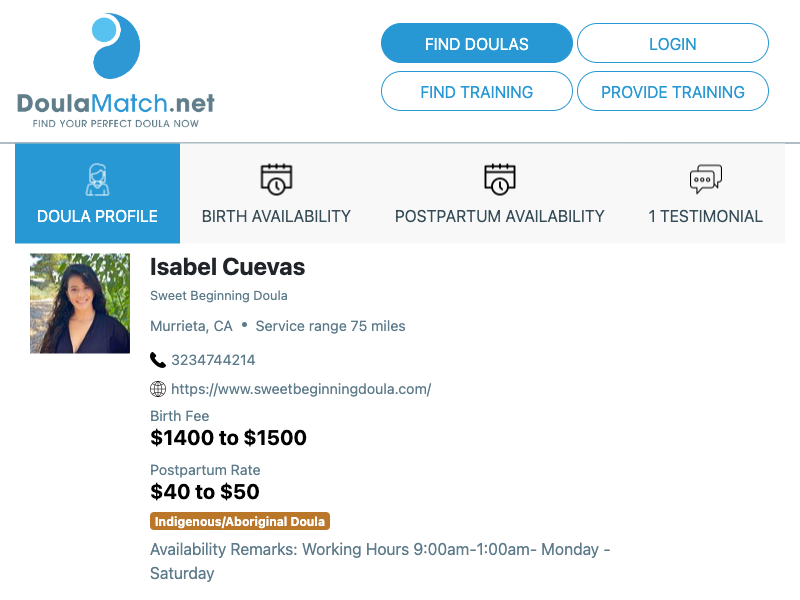 DoulaMatch.net
FIND YOUR PERFECT DOULA NOW
FIND DOULAS
LOGIN
FIND TRAINING
PROVIDE TRAINING
DOULA PROFILE
BIRTH AVAILABILITY
POSTPARTUM AVAILABILITY
1 TESTIMONIAL
Isabel Cuevas
Sweet Beginning Doula
Murrieta, CA • Service range 75 miles
3234744214
https://www.sweetbeginningdoula.com/
Birth Fee
$1400 to $1500
Postpartum Rate
$40 to $50
Indigenous/Aboriginal Doula
Availability Remarks: Working Hours 9:00am-1:00am- Monday -
Saturday